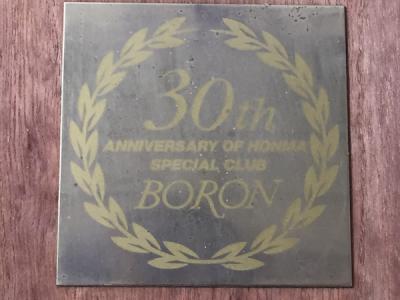 30th
ANNIVERSARY OF HONMA
SPECIAL CLUB
BORON